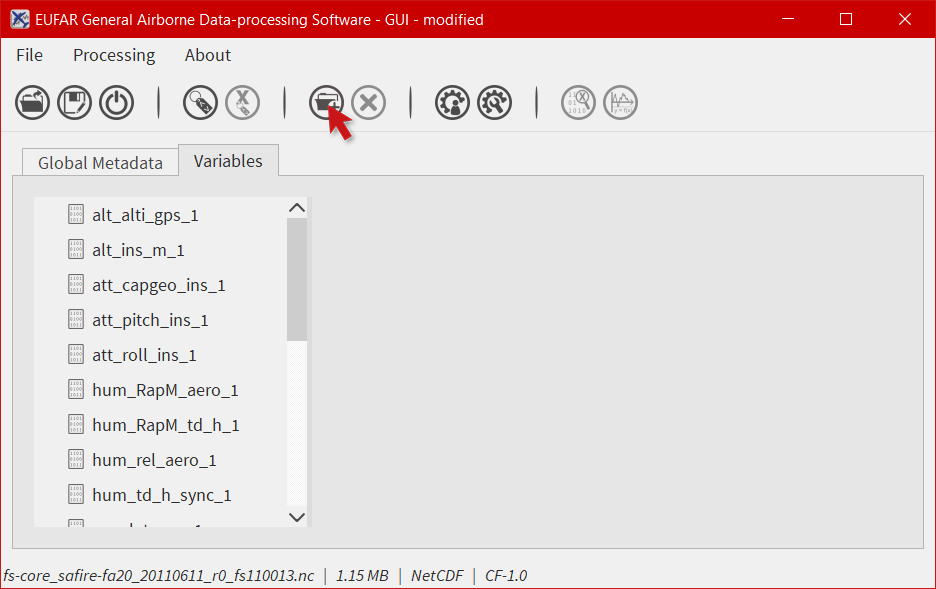 EUFAR General Airborne Data-processing Software - GUI - modified
File Processing About
Global Metadata Variables
alt_alti_gps_1
alt_ins_m_1
att_capgeo_ins_1
att_pitch_ins_1
att_roll_ins_1
hum_RapM_aero_1
hum_RapM_td_h_1
hum_rel_aero_1
hum_td_h_sync_1
fs-core_safire-fa20_20110611_r0_fs110013.nc | 1.15 MB | NetCDF | CF-1.0